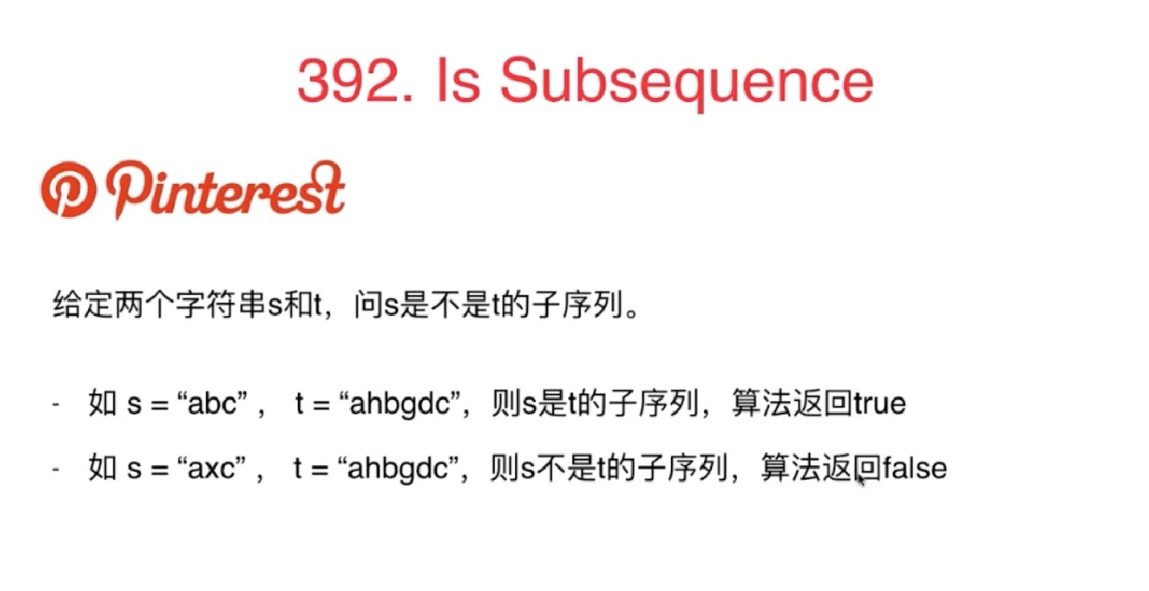 392. Is Subsequence
Pinterest
给定两个字符串s和t，问s是不是t的子序列。
- 如 s = “abc” ， t = “ahbgdc”，则s是t的子序列，算法返回true
- 如 s = “axc” ， t = “ahbgdc”，则s不是t的子序列，算法返回false